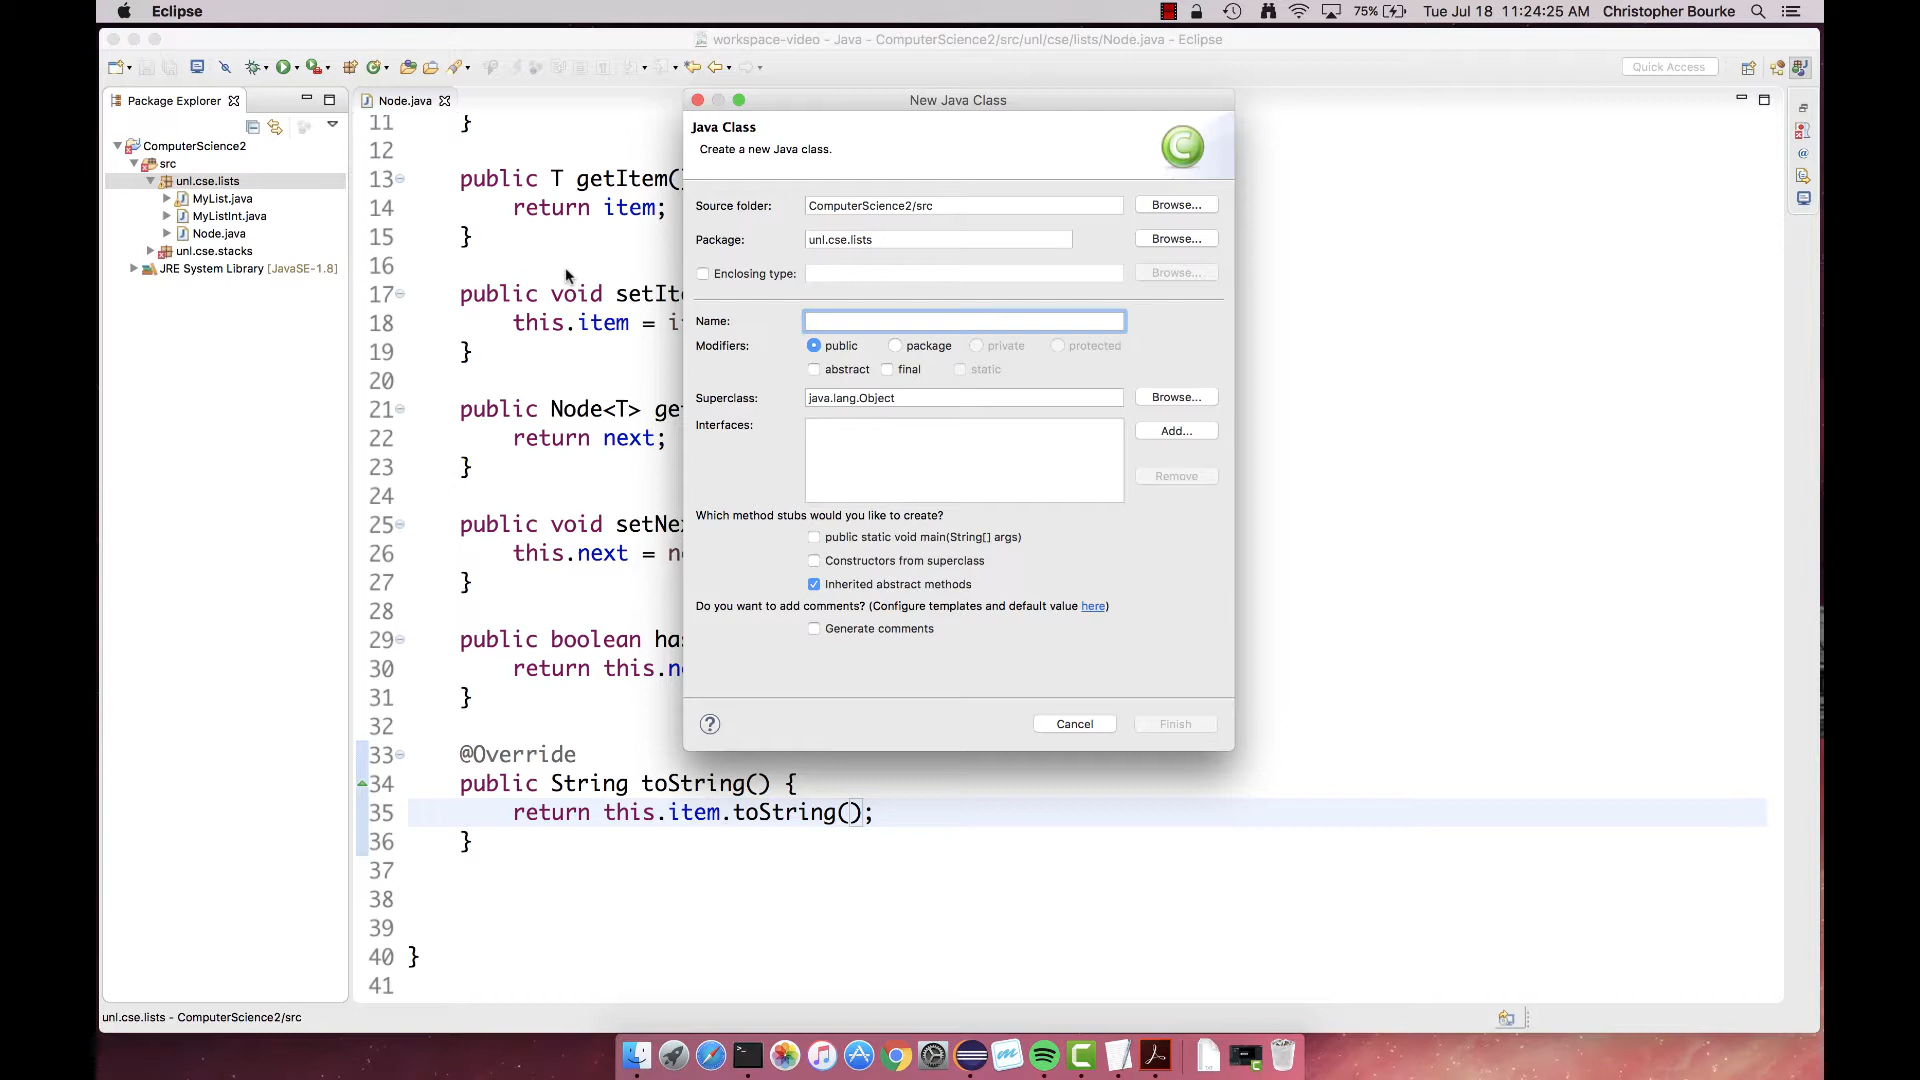 Eclipse
75%
Tue Jul 18 11:24:25 AM
Christopher Bourke
workspace-video - Java - ComputerScience2/src/unl/cse/lists/Node.java - Eclipse
Quick Access
Package Explorer
ComputerScience2
src
unl.cse.lists
MyList.java
MyListInt.java
Node.java
unl.cse.stacks
JRE System Library [JavaSE-1.8]
Node.java
11 }
12
13 public T getItem()
14 return item;
15 }
16
17 public void setIte
18 this.item = i
19 }
20
21 public Node<T> ge
22 return next;
23 }
24
25 public void setNe
26 this.next = n
27 }
28
29 public boolean ha
30 return this.n
31 }
32
33 @Override
34 public String toString() {
35 return this.item.toString();
36 }
37
38
39
40 }
41
New Java Class
Java Class
Create a new Java class.
Source folder: ComputerScience2/src Browse...
Package: unl.cse.lists Browse...
Enclosing type: Browse...
Name:
Modifiers: public package private protected
abstract final static
Superclass: java.lang.Object Browse...
Interfaces: Add...
Remove
Which method stubs would you like to create?
public static void main(String[] args)
Constructors from superclass
Inherited abstract methods
Do you want to add comments? (Configure templates and default value here)
Generate comments
? Cancel Finish
unl.cse.lists - ComputerScience2/src